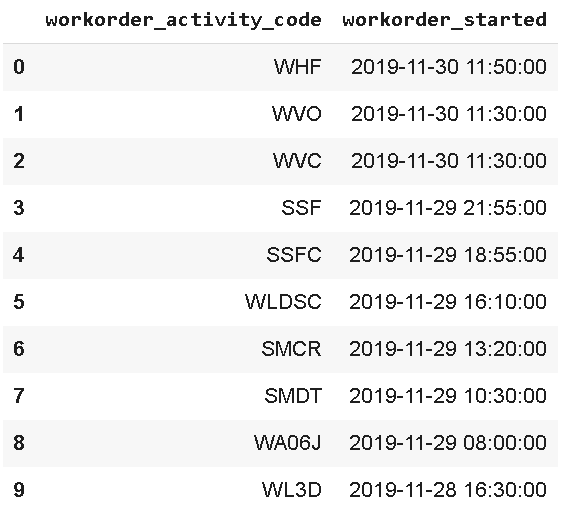 workorder_activity_code workorder_started
0 WHF 2019-11-30 11:50:00
1 WVO 2019-11-30 11:30:00
2 WVC 2019-11-30 11:30:00
3 SSF 2019-11-29 21:55:00
4 SSFC 2019-11-29 18:55:00
5 WLDSC 2019-11-29 16:10:00
6 SMCR 2019-11-29 13:20:00
7 SMDT 2019-11-29 10:30:00
8 WA06J 2019-11-29 08:00:00
9 WL3D 2019-11-28 16:30:00